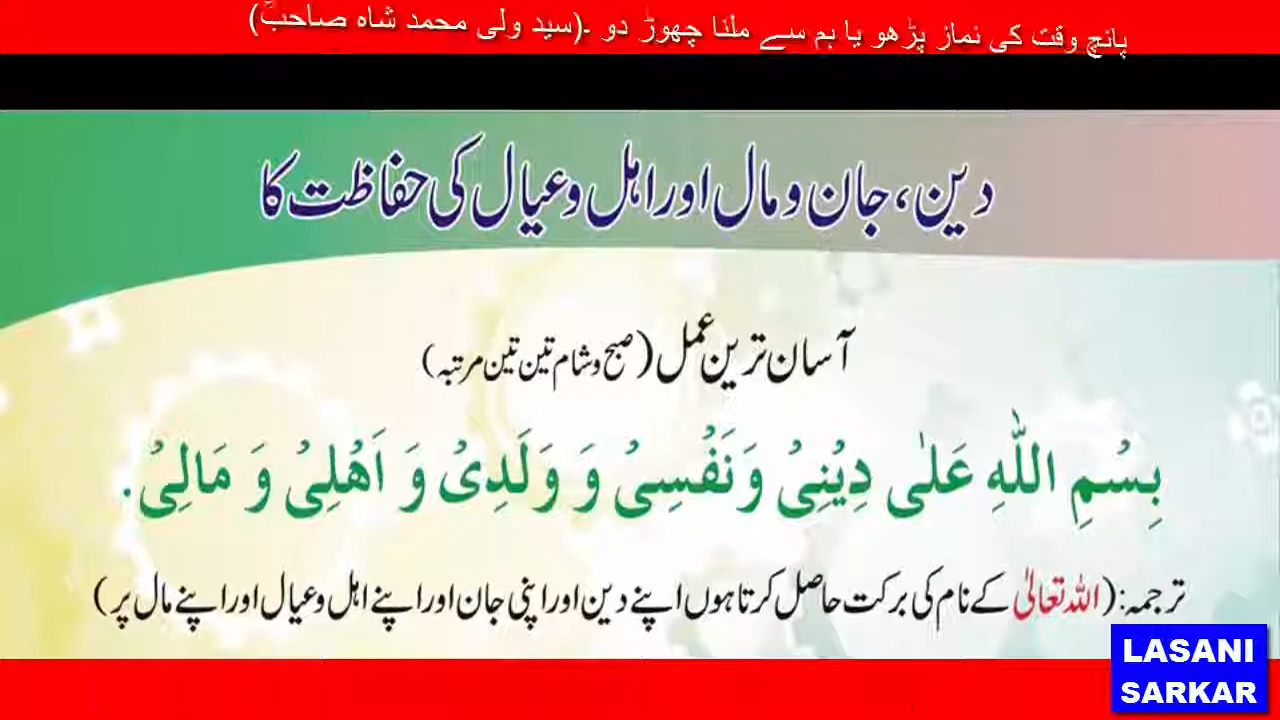 پانچ وقت کی نماز پڑھو یا ہم سے ملنا چھوڑ دو ۔(سید ولی محمد شاہ صاحبؒ)
دین، جان و مال اور اہل و عیال کی حفاظت کا
آسان ترین عمل (صبح و شام تین تین مرتبہ)
بِسْمِ اللّٰهِ عَلٰی دِیْنِیْ وَنَفْسِیْ وَ وَلَدِیْ وَ اَهْلِیْ وَ مَالِیْ.
ترجمہ: (اللہ تعالیٰ کے نام کی برکت حاصل کرتا ہوں اپنے دین اور اپنی جان اور اپنے اہل و عیال اور اپنے مال پر)
LASANI
SARKAR